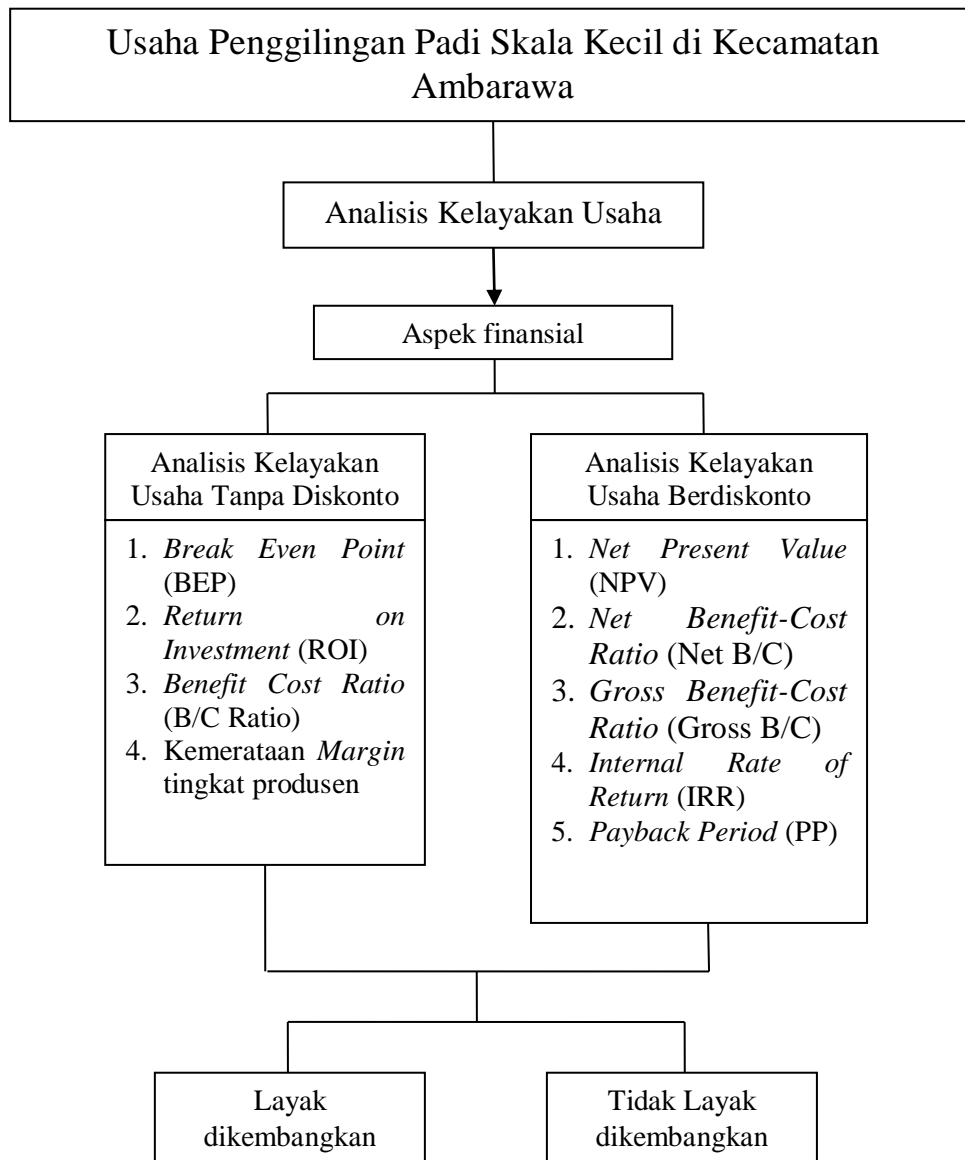 Usaha Penggilingan Padi Skala Kecil di Kecamatan
Ambarawa
Analisis Kelayakan Usaha
Aspek finansial
Analisis Kelayakan
Usaha Tanpa Diskonto
1. Break Even Point
(BEP)
2. Return on
Investment (ROI)
3. Benefit Cost Ratio
(B/C Ratio)
4. Kemerataan Margin
tingkat produsen
Analisis Kelayakan
Usaha Berdiskonto
1. Net Present Value
(NPV)
2. Net Benefit-Cost
Ratio (Net B/C)
3. Gross Benefit-Cost
Ratio (Gross B/C)
4. Internal Rate of
Return (IRR)
5. Payback Period (PP)
Layak
dikembangkan
Tidak Layak
dikembangkan